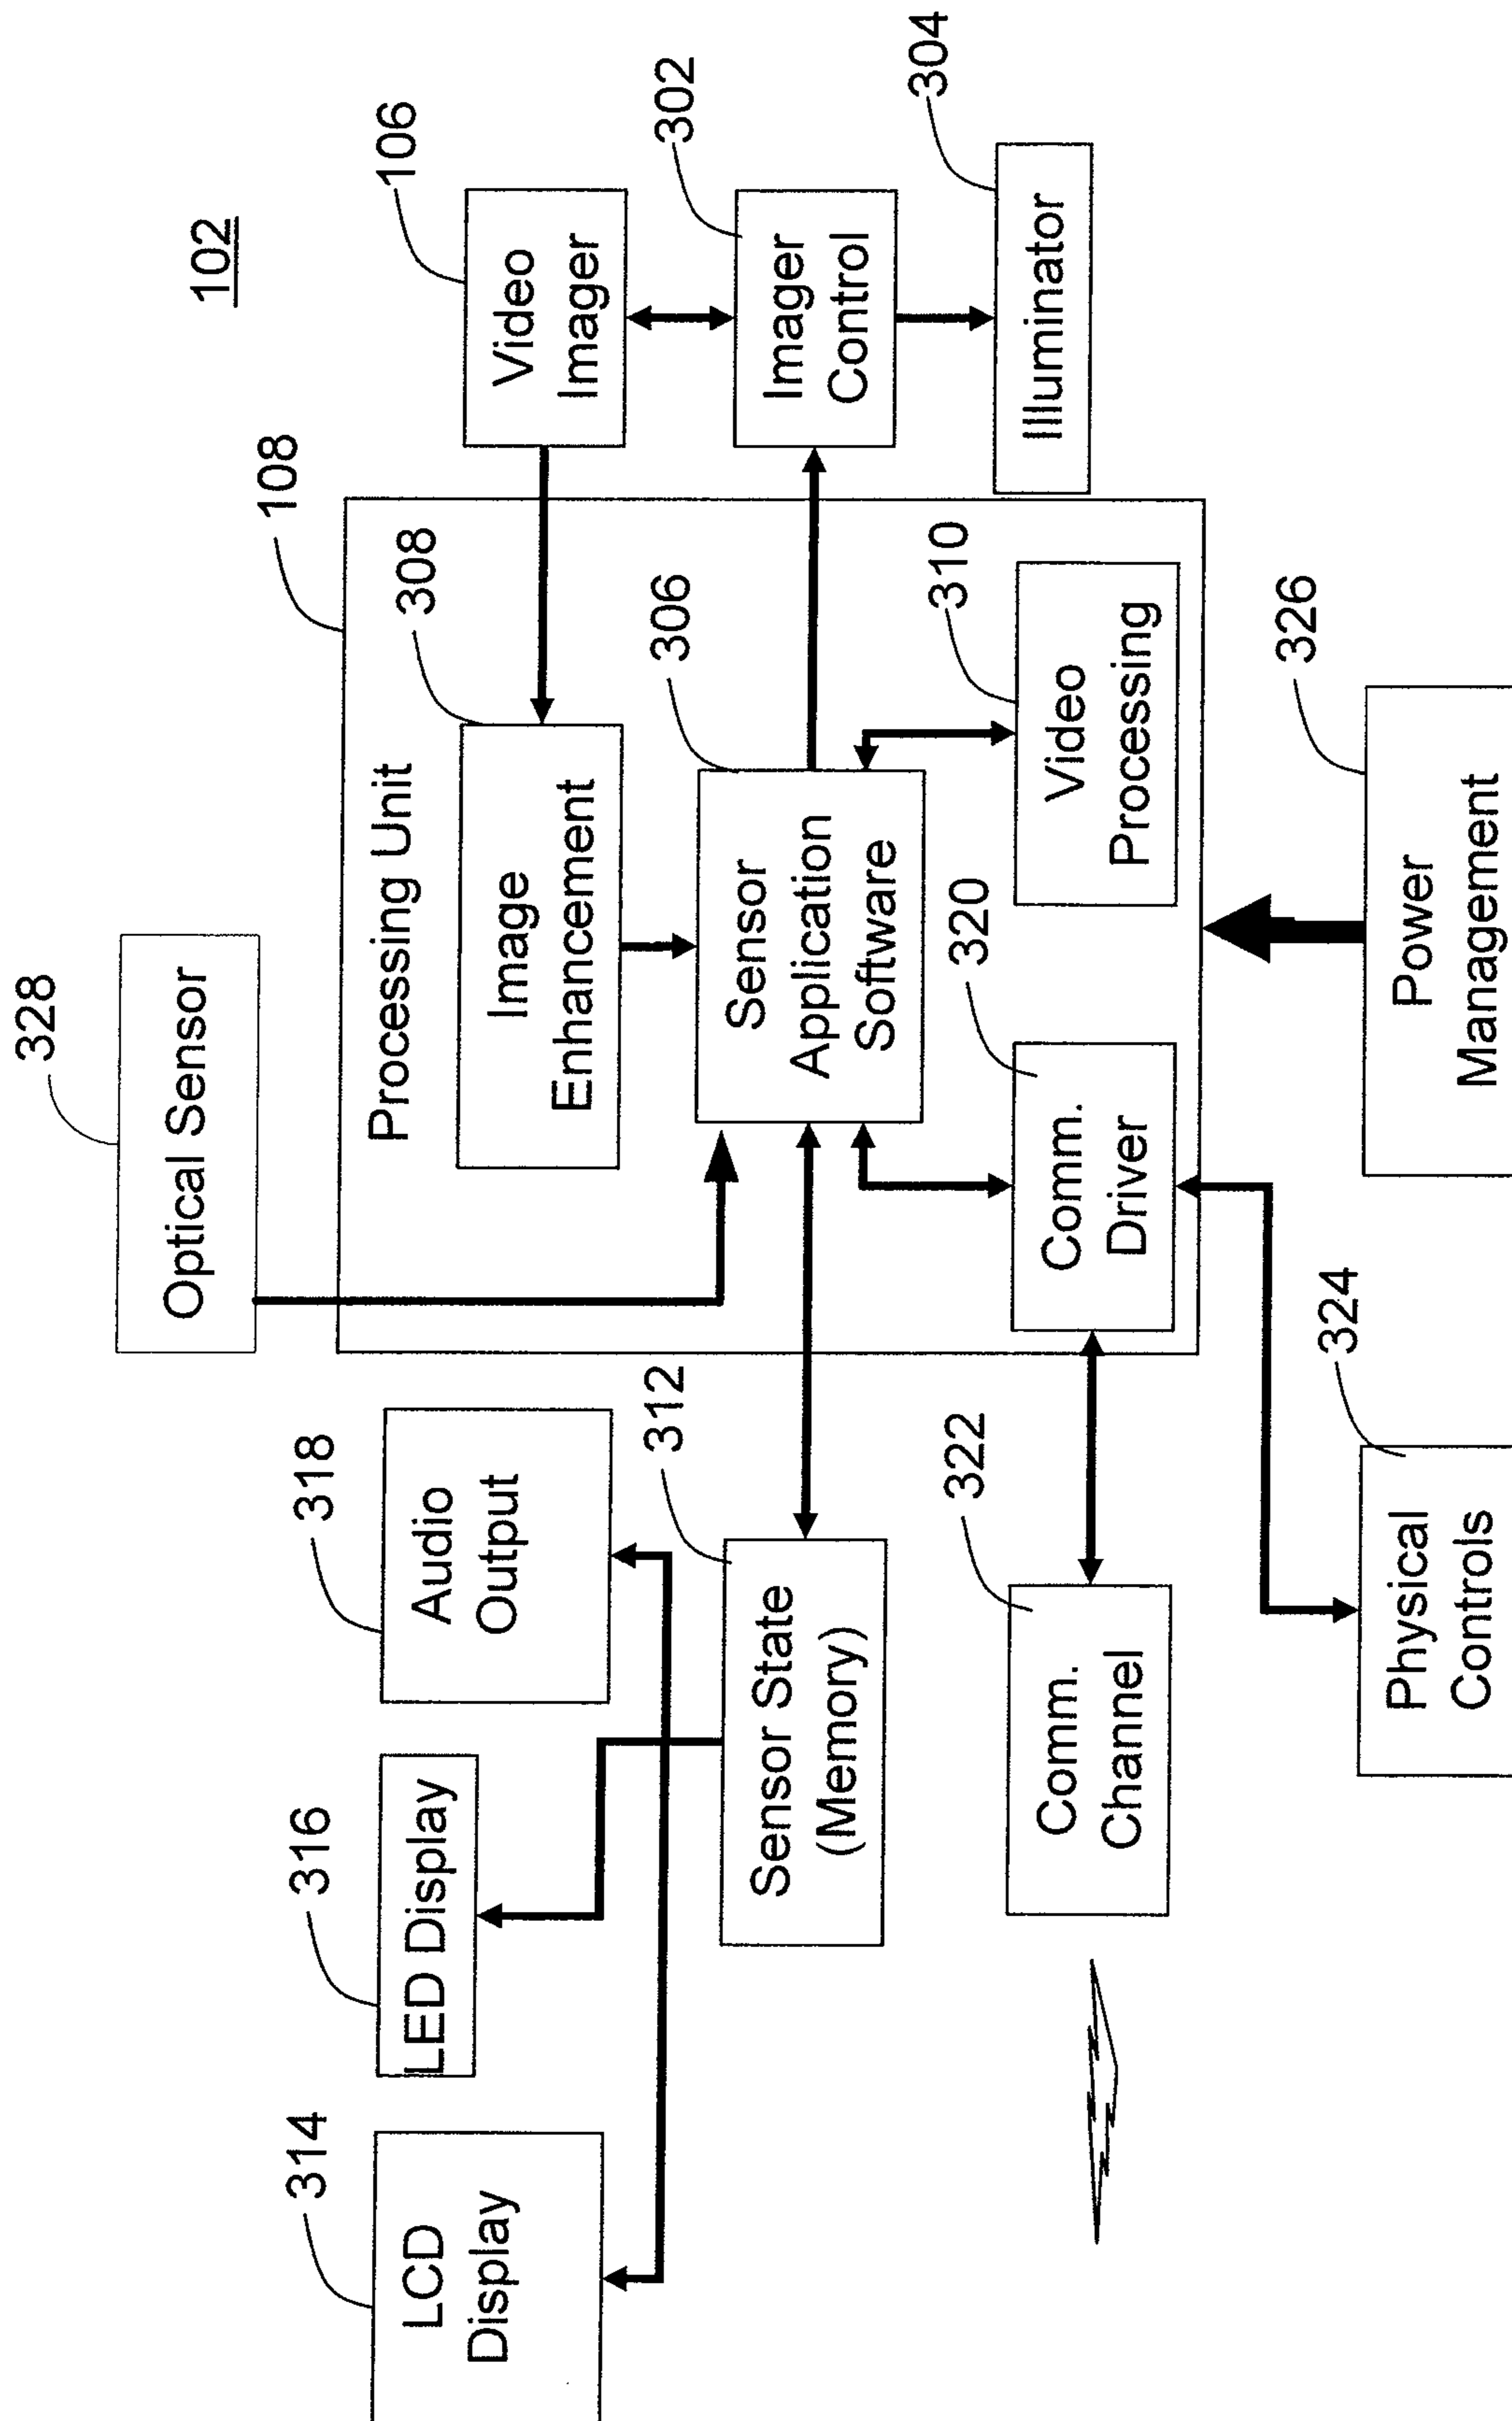 102
328
Optical Sensor
108
Processing Unit
106
Video
Imager
314
LCD
Display
316
LED Display
318
Audio
Output
308
Image
Enhancement
312
Sensor State
(Memory)
306
Sensor
Application
Software
302
Imager
Control
322
Comm.
Channel
320
Comm.
Driver
310
Video
Processing
304
Illuminator
324
Physical
Controls
326
Power
Management